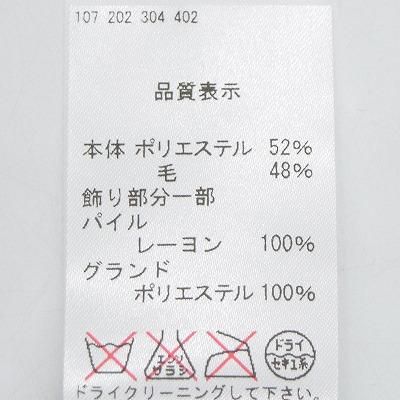 107 202 304 402
品質表示
本体 ポリエステル 52%
毛 48%
飾り部分一部
パイル
レーヨン 100%
グランド
ポリエステル 100%
エンソ
サラシ
ドライ
セキユ系
ドライクリーニングして下さい。